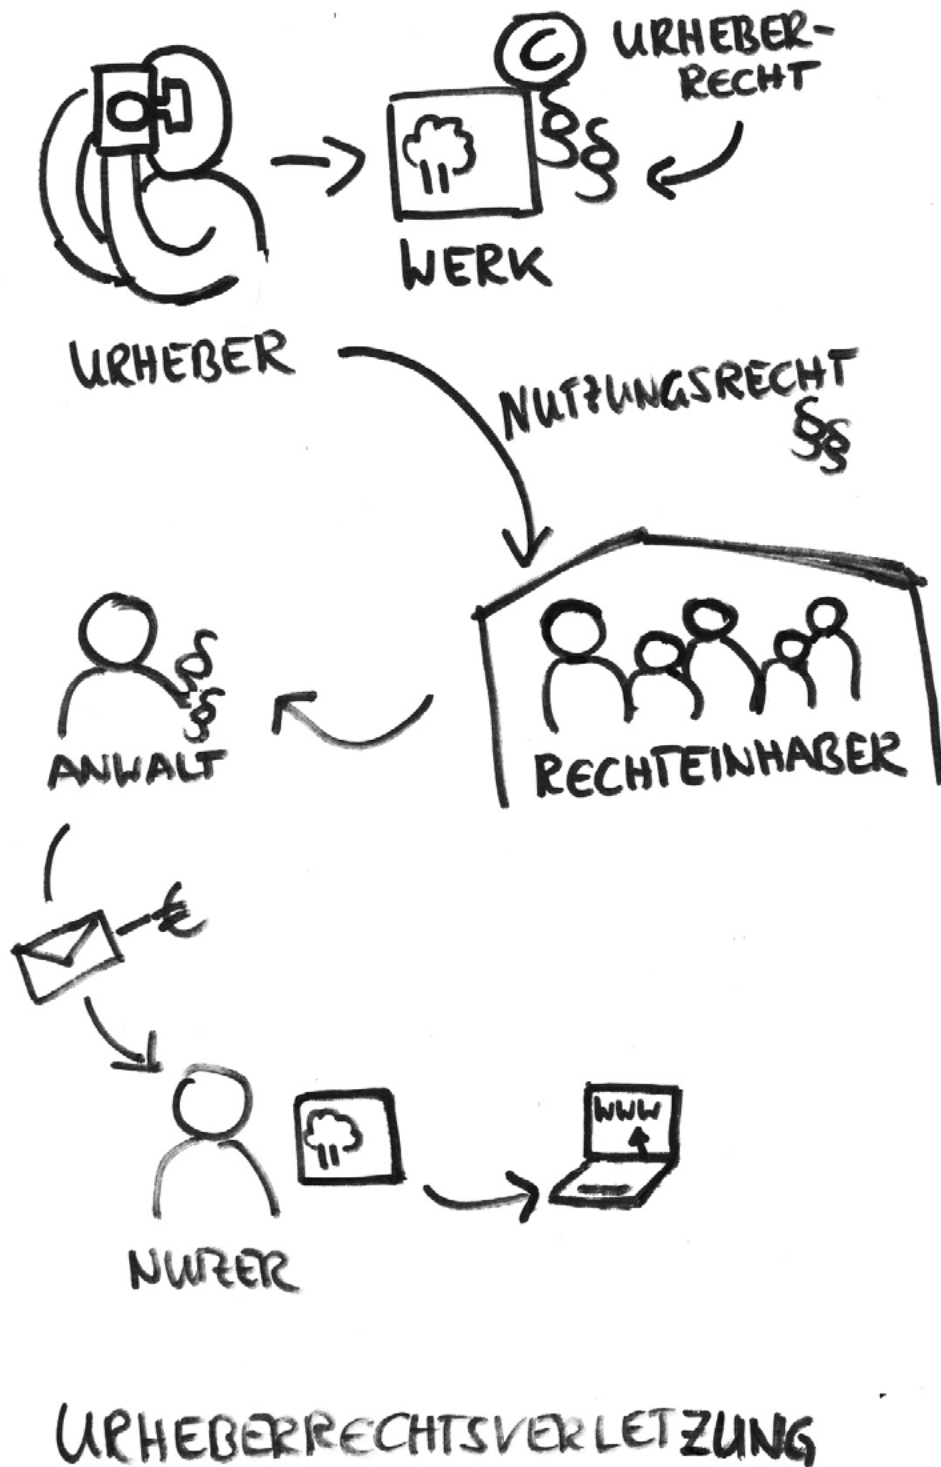 ©
URHEBER-
RECHT
§§
WERK
URHEBER
NUTZUNGSRECHT
§§
§
§
ANWALT
RECHTEINHABER
€
WWW
NUTZER
URHEBERRECHTSVERLETZUNG